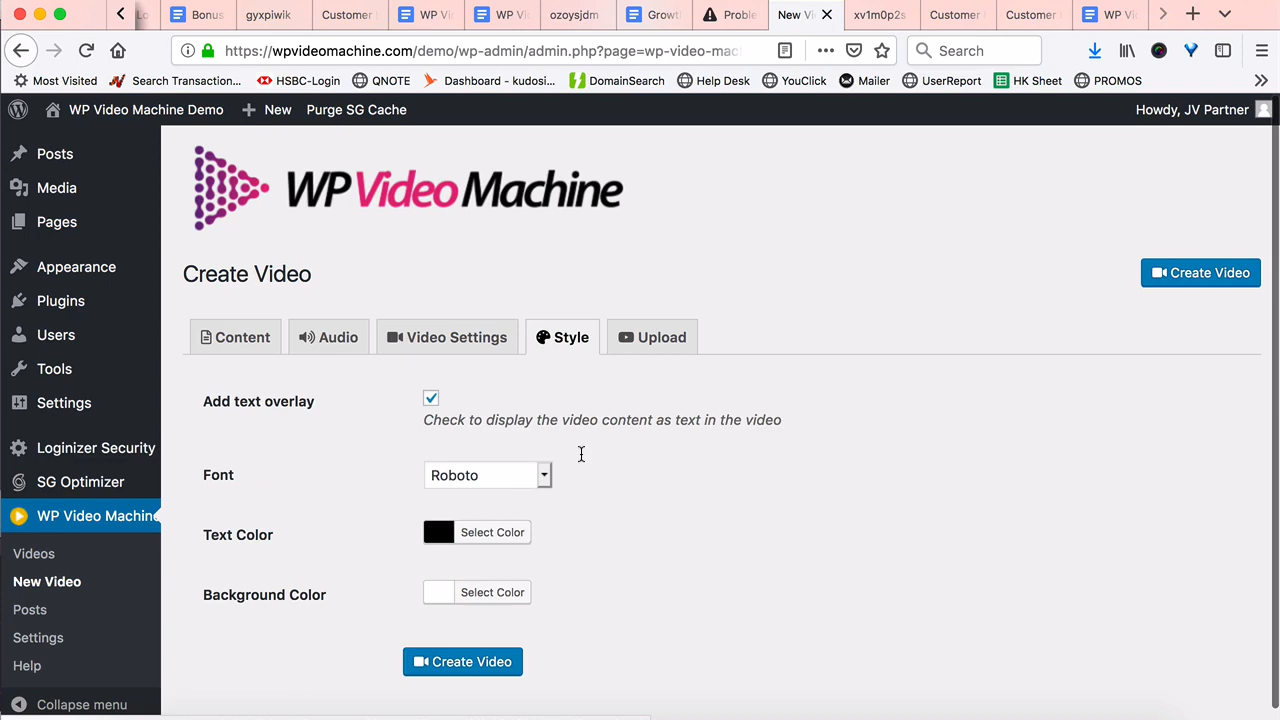 Bonus gyxpiwik Customer WP Vi WP Vi ozoysjdm Growt Proble New Vi xv1m0p2s Customer Customer WP Vi
https://wpvideomachine.com/demo/wp-admin/admin.php?page=wp-video-mac Search
Most Visited Search Transaction... HSBC-Login QNOTE Dashboard - kudosi... DomainSearch Help Desk YouClick Mailer UserReport HK Sheet PROMOS
WP Video Machine Demo New Purge SG Cache Howdy, JV Partner
Posts
Media
Pages
Appearance
Plugins
Users
Tools
Settings
Loginizer Security
SG Optimizer
WP Video Machine
Videos
New Video
Posts
Settings
Help
Collapse menu
WP Video Machine
Create Video
Create Video
Content Audio Video Settings Style Upload
Add text overlay
Check to display the video content as text in the video
Font Roboto
Text Color Select Color
Background Color Select Color
Create Video